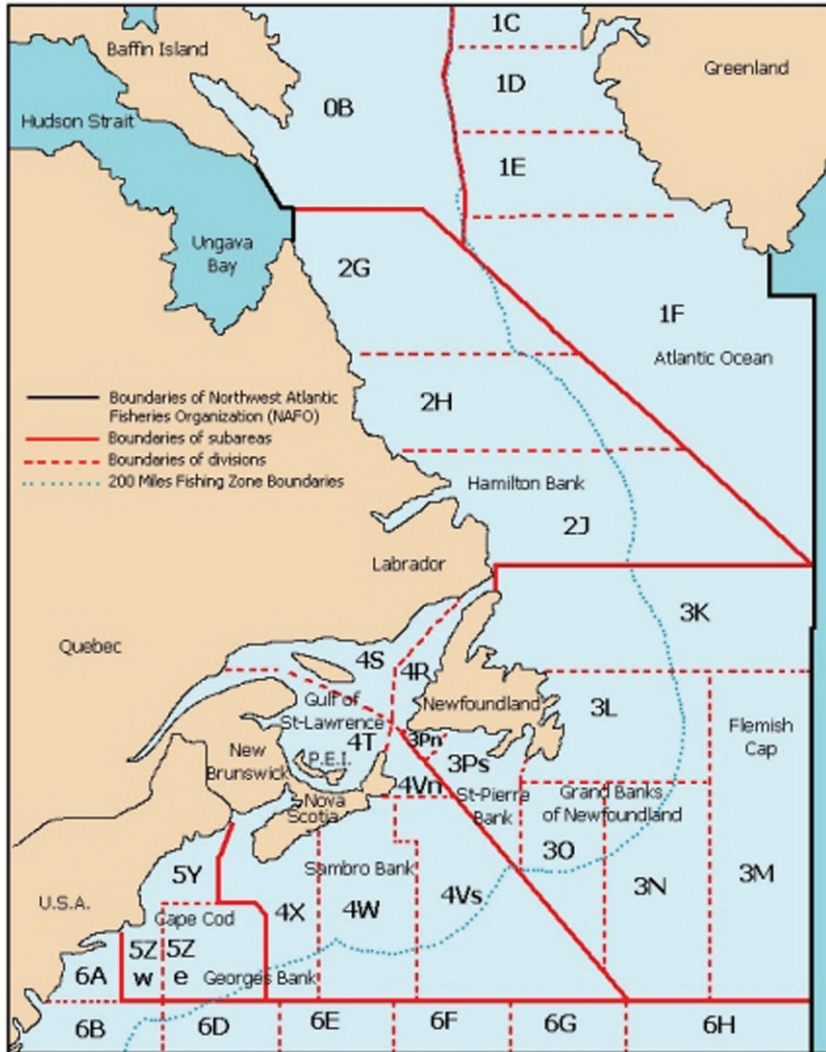 1C
Baffin Island
Greenland
1D
0B
Hudson Strait
1E
Ungava
Bay
2G
1F
Atlantic Ocean
Boundaries of Northwest Atlantic
Fisheries Organization (NAFO)
2H
Boundaries of subareas
Boundaries of divisions
200 Miles Fishing Zone Boundaries
Hamilton Bank
2J
Labrador
3K
Quebec
4S
4R
Gulf of
St-Lawrence
Newfoundland
3L
Flemish
Cap
4T
3Pn
New
Brunswick
P.E.I.
3Ps
4Vn
St-Pierre
Bank
Grand Banks
of Newfoundland
Nova
Scotia
3O
5Y
Sambro Bank
3N
3M
U.S.A.
Cape Cod
4X
4W
4Vs
5Z
w
5Z
e
6A
Georges Bank
6B
6D
6E
6F
6G
6H